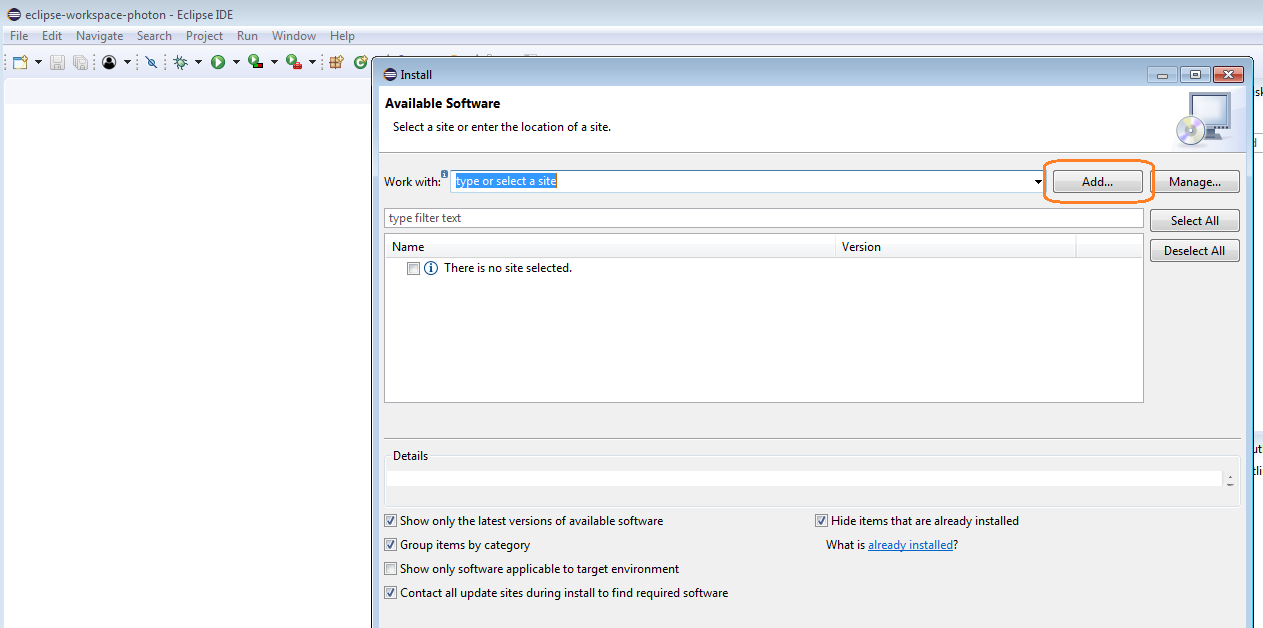 eclipse-workspace-photon - Eclipse IDE
File Edit Navigate Search Project Run Window Help
Install
Available Software
Select a site or enter the location of a site.
Work with: type or select a site Add... Manage...
type filter text Select All
Name Version Deselect All
There is no site selected.
Details
Show only the latest versions of available software Hide items that are already installed
Group items by category What is already installed?
Show only software applicable to target environment
Contact all update sites during install to find required software